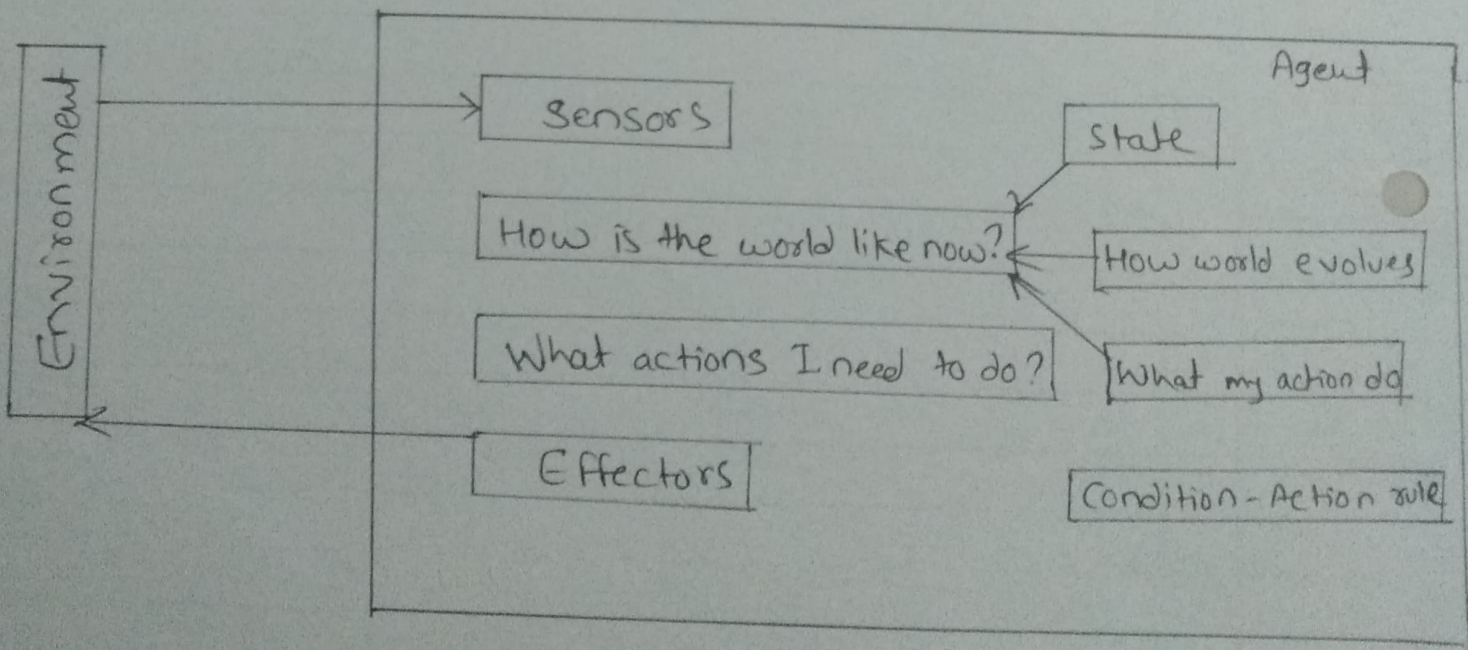 Environment
Agent
Sensors
State
How is the world like now?
How world evolves
What actions I need to do?
What my action do
Effectors
Condition-Action rule